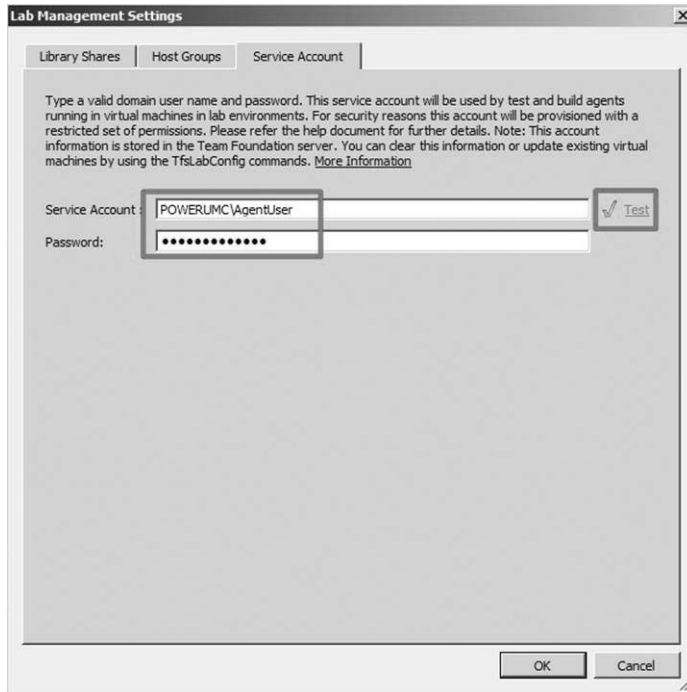 Lab Management Settings
Library Shares
Host Groups
Service Account
Type a valid domain user name and password. This service account will be used by test and build agents
running in virtual machines in lab environments. For security reasons this account will be provisioned with a
restricted set of permissions. Please refer the help document for further details. Note: This account
information is stored in the Team Foundation server. You can clear this information or update existing virtual
machines by using the TfsLabConfig commands. More Information
Service Account : POWERUMC\AgentUser Test
Password: •••••••••••••
OK Cancel